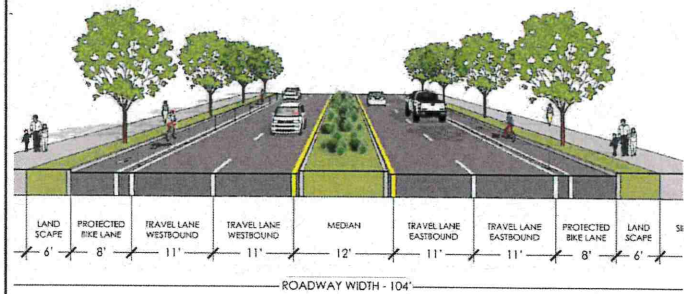 LAND SCAPE
PROTECTED BIKE LANE
TRAVEL LANE WESTBOUND
TRAVEL LANE WESTBOUND
MEDIAN
TRAVEL LANE EASTBOUND
TRAVEL LANE EASTBOUND
PROTECTED BIKE LANE
LAND SCAPE
6' 8' 11' 11' 12' 11' 11' 8' 6'
ROADWAY WIDTH - 104'